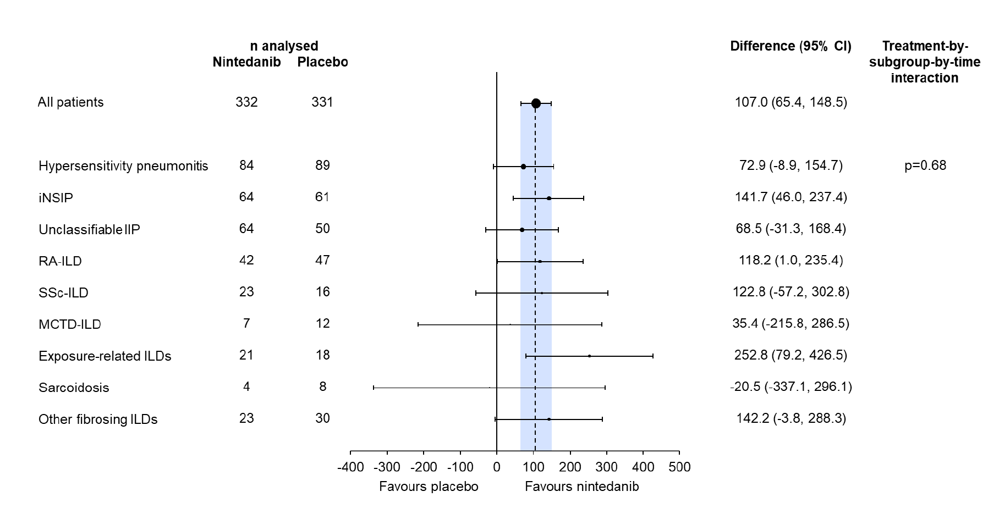 n analysed
Difference (95% CI)
Treatment-by-
Nintedanib Placebo
subgroup-by-time
interaction
All patients 332 331 107.0 (65.4, 148.5)
Hypersensitivity pneumonitis 84 89 72.9 (-8.9, 154.7) p=0.68
iNSIP 64 61 141.7 (46.0, 237.4)
Unclassifiable IIP 64 50 68.5 (-31.3, 168.4)
RA-ILD 42 47 118.2 (1.0, 235.4)
SSc-ILD 23 16 122.8 (-57.2, 302.8)
MCTD-ILD 7 12 35.4 (-215.8, 286.5)
Exposure-related ILDs 21 18 252.8 (79.2, 426.5)
Sarcoidosis 4 8 -20.5 (-337.1, 296.1)
Other fibrosing ILDs 23 30 142.2 (-3.8, 288.3)
-400 -300 -200 -100 0 100 200 300 400 500
Favours placebo Favours nintedanib